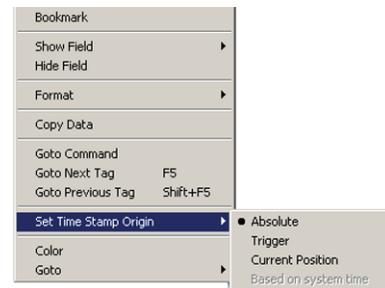 Bookmark
Show Field
Hide Field
Format
Copy Data
Goto Command
Goto Next Tag F5
Goto Previous Tag Shift+F5
Set Time Stamp Origin
Absolute
Trigger
Current Position
Based on system time
Color
Goto